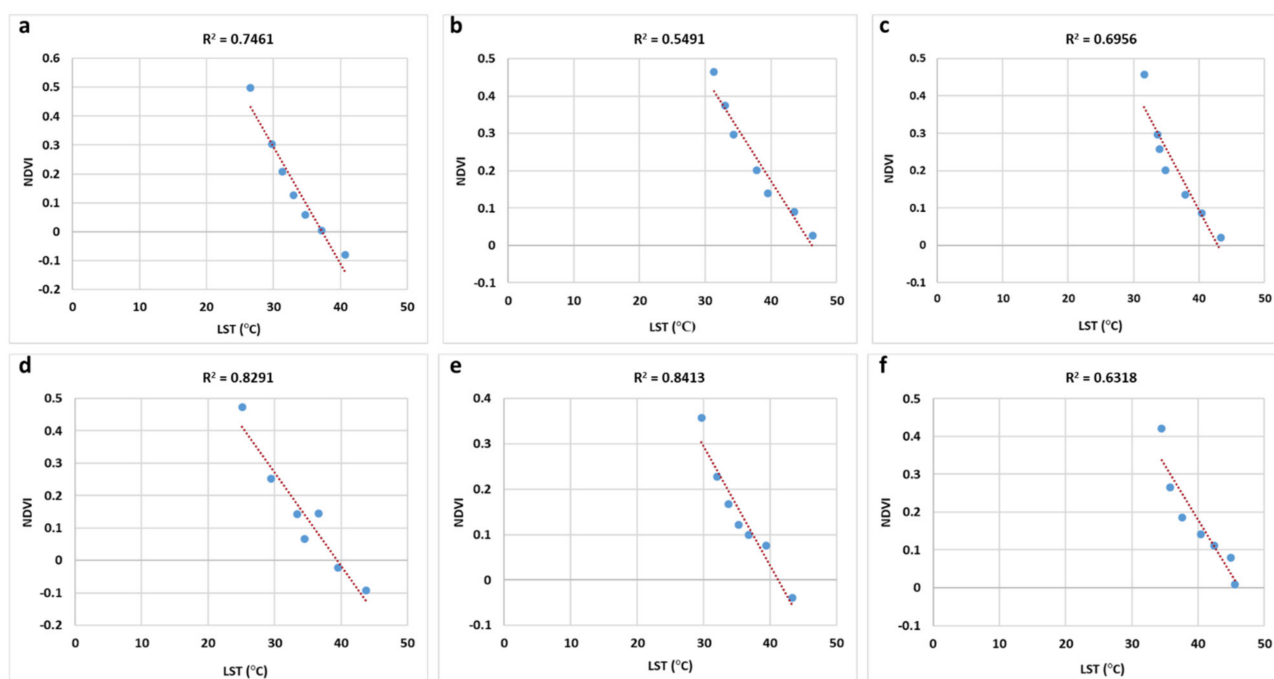 a
R² = 0.7461
0.6
0.5
0.4
0.3
0.2
0.1
0
-0.1
-0.2
NDVI
0 10 20 30 40 50
LST (°C)
b
R² = 0.5491
0.5
0.4
0.3
0.2
0.1
0
-0.1
NDVI
0 10 20 30 40 50
LST (°C)
c
R² = 0.6956
0.5
0.4
0.3
0.2
0.1
0
-0.1
NDVI
0 10 20 30 40 50
LST (°C)
d
R² = 0.8291
0.5
0.4
0.3
0.2
0.1
0
-0.1
-0.2
NDVI
0 10 20 30 40 50
LST (°C)
e
R² = 0.8413
0.4
0.3
0.2
0.1
0
-0.1
NDVI
0 10 20 30 40 50
LST (°C)
f
R² = 0.6318
0.5
0.4
0.3
0.2
0.1
0
-0.1
NDVI
0 10 20 30 40 50
LST (°C)